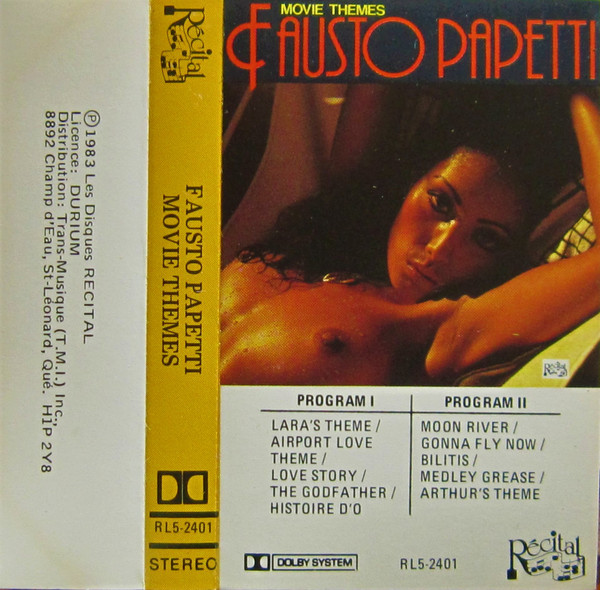 ℗ 1983 Les Disques RECITAL
Licence: DURIUM
Distribution: Trans-Musique (T.M.I.) Inc.,
8892 Champ d'Eau, St-Léonard, Qué. H1P 2Y8
Récital
FAUSTO PAPETTI
MOVIE THEMES
RL5-2401
STEREO
MOVIE THEMES
FAUSTO PAPETTI
Récital
PROGRAM I
LARA'S THEME /
AIRPORT LOVE
THEME /
LOVE STORY /
THE GODFATHER /
HISTOIRE D'O
PROGRAM II
MOON RIVER /
GONNA FLY NOW /
BILITIS /
MEDLEY GREASE /
ARTHUR'S THEME
DOLBY SYSTEM
RL5-2401
Récital